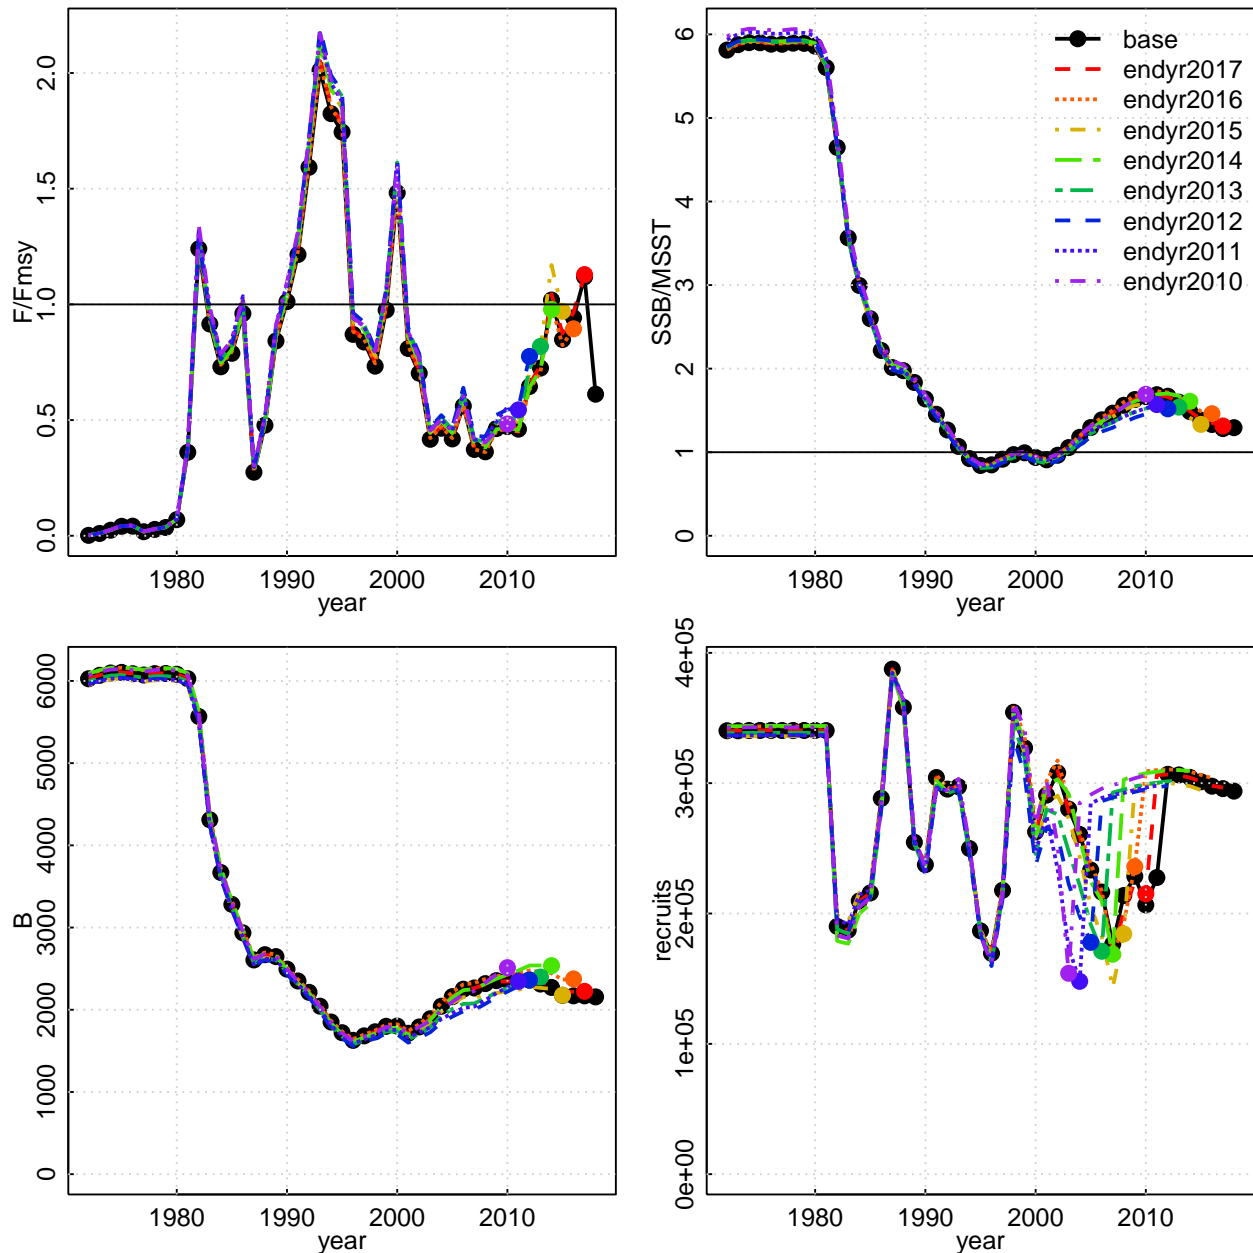 F/Fmsy
0.0 0.5 1.0 1.5 2.0
1980 1990 2000 2010
year
SSB/MSST
0 1 2 3 4 5 6
1980 1990 2000 2010
year
base
endyr2017
endyr2016
endyr2015
endyr2014
endyr2013
endyr2012
endyr2011
endyr2010
B
0 1000 2000 3000 4000 5000 6000
1980 1990 2000 2010
year
recruits
0e+00 1e+05 2e+05 3e+05 4e+05
1980 1990 2000 2010
year